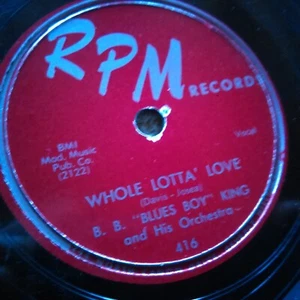 RPM
RECORDS
BMI
Mod. Music
Pub. Co.
(2122)
Vocal
WHOLE LOTTA' LOVE
(Davis - Josea)
B. B. "BLUES BOY" KING
and His Orchestra
416